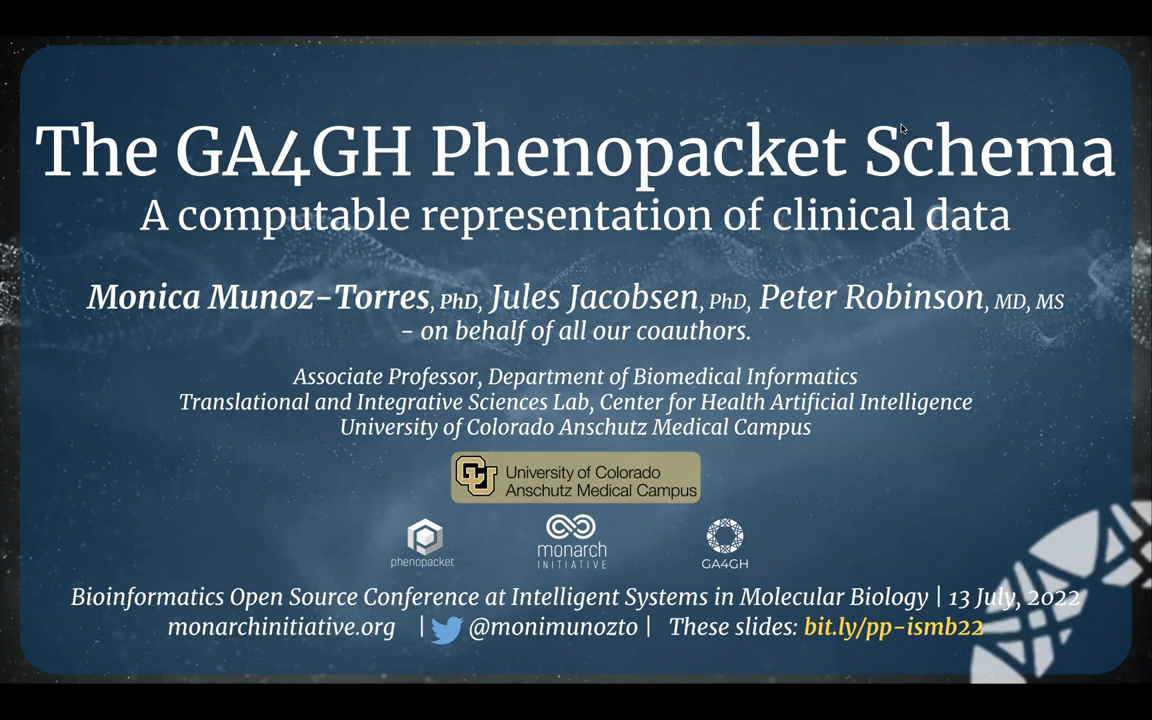 The GA4GH Phenopacket Schema
A computable representation of clinical data
Monica Munoz-Torres, PhD, Jules Jacobsen, PhD, Peter Robinson, MD, MS
- on behalf of all our coauthors.
Associate Professor, Department of Biomedical Informatics
Translational and Integrative Sciences Lab, Center for Health Artificial Intelligence
University of Colorado Anschutz Medical Campus
University of Colorado
Anschutz Medical Campus
phenopacket
monarch
INITIATIVE
GA4GH
Bioinformatics Open Source Conference at Intelligent Systems in Molecular Biology | 13 July, 2022
monarchinitiative.org | @monimunozto | These slides: bit.ly/pp-ismb22